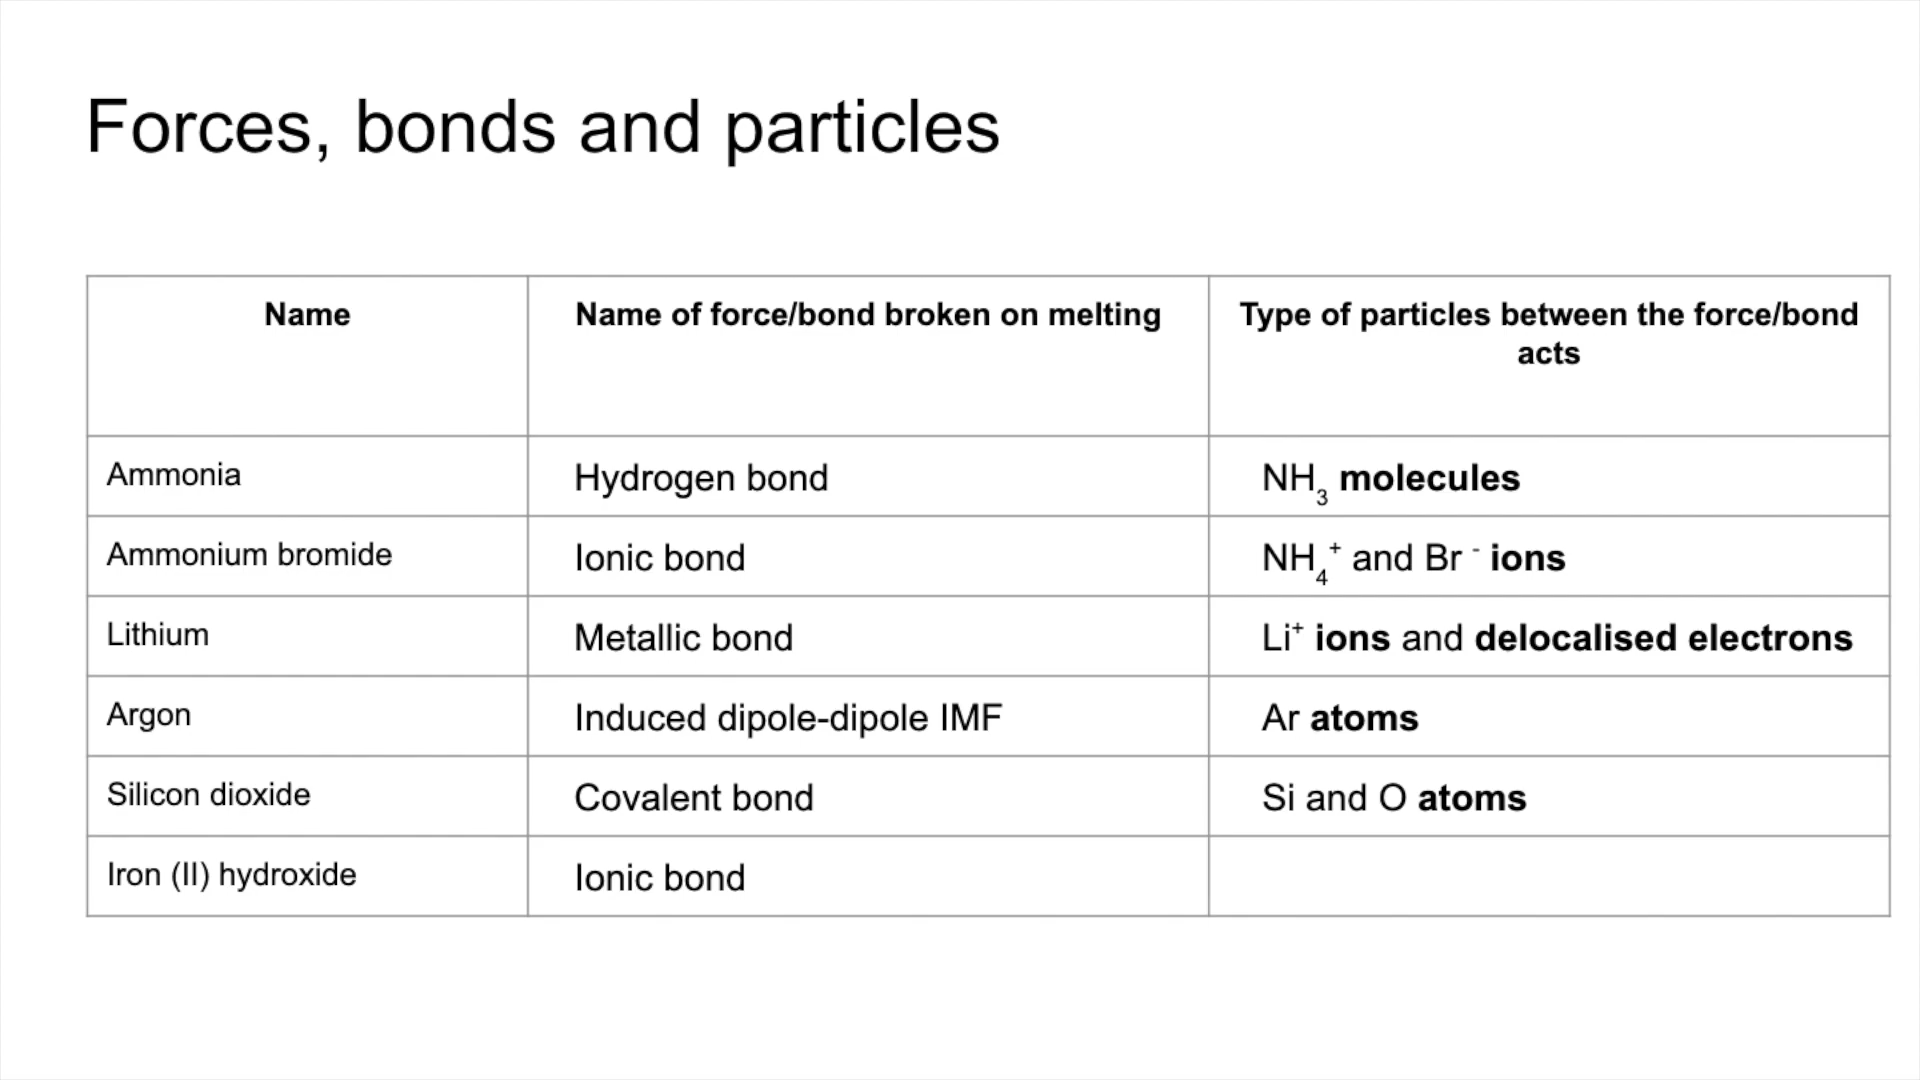 Forces, bonds and particles
Name
Name of force/bond broken on melting
Type of particles between the force/bond
acts
Ammonia
Hydrogen bond
NH₃ molecules
Ammonium bromide
Ionic bond
NH₄⁺ and Br ⁻ ions
Lithium
Metallic bond
Li⁺ ions and delocalised electrons
Argon
Induced dipole-dipole IMF
Ar atoms
Silicon dioxide
Covalent bond
Si and O atoms
Iron (II) hydroxide
Ionic bond